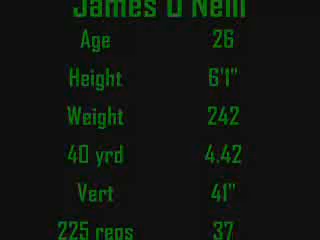 James O'Neill
Age 26
Height 6'1"
Weight 242
40 yrd 4.42
Vert 41"
225 reps 37